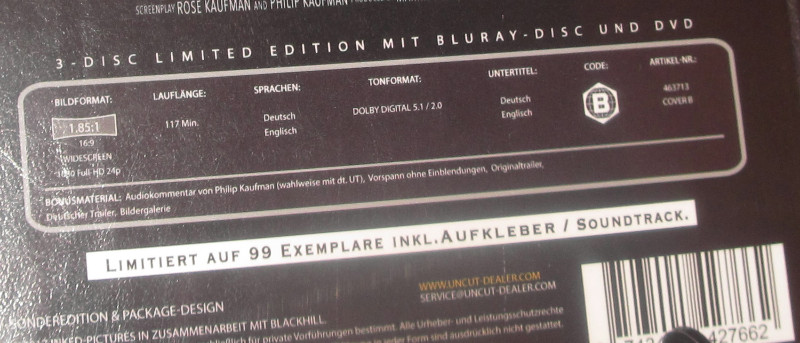 SCREENPLAY ROSE KAUFMAN AND PHILIP KAUFMAN
3-DISC LIMITED EDITION MIT BLURAY-DISC UND DVD
BILDFORMAT: LAUFLÄNGE: SPRACHEN: TONFORMAT: UNTERTITEL: CODE: ARTIKEL-NR.:
1.85:1 117 Min. Deutsch DOLBY DIGITAL 5.1 / 2.0 Deutsch B 463713
16:9 Englisch Englisch COVER B
WIDESCREEN
Full HD 24p
BONUSMATERIAL: Audiokommentar von Philip Kaufman (wahlweise mit dt. UT), Vorspann ohne Einblendungen, Originaltrailer,
Deutscher Trailer, Bildergalerie
LIMITIERT AUF 99 EXEMPLARE INKL.AUFKLEBER / SOUNDTRACK.
WWW.UNCUT-DEALER.COM
SERVICE@UNCUT-DEALER.COM
SONDEREDITION & PACKAGE-DESIGN
PICTURES IN ZUSAMMENARBEIT MIT BLACKHILL.
für private Vorführungen bestimmt. Alle Urheber- und Leistungsschutzrechte
in jeder Form sind ausdrücklich nicht gestattet.
427662